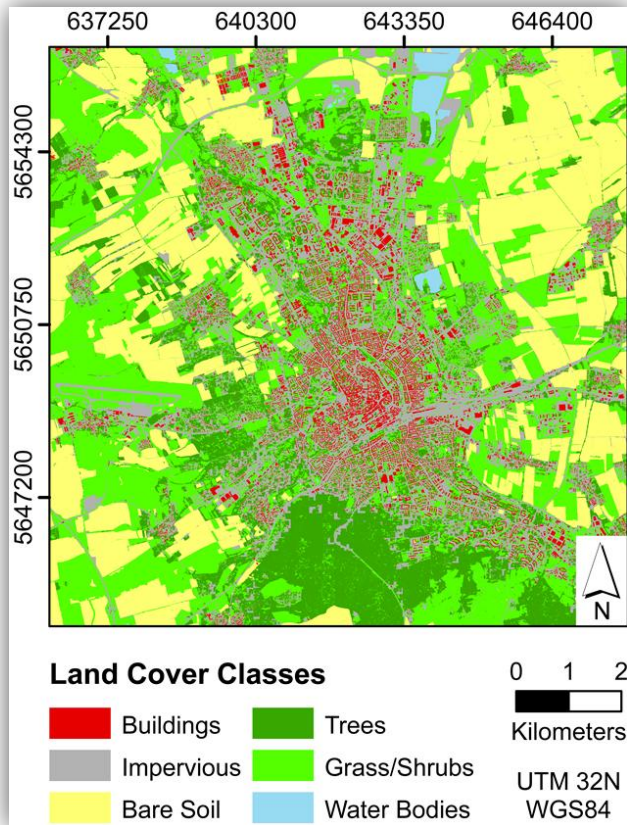 637250 640300 643350 646400
5654300
5650750
5647200
N
Land Cover Classes
Buildings
Impervious
Bare Soil
Trees
Grass/Shrubs
Water Bodies
0 1 2
Kilometers
UTM 32N
WGS84